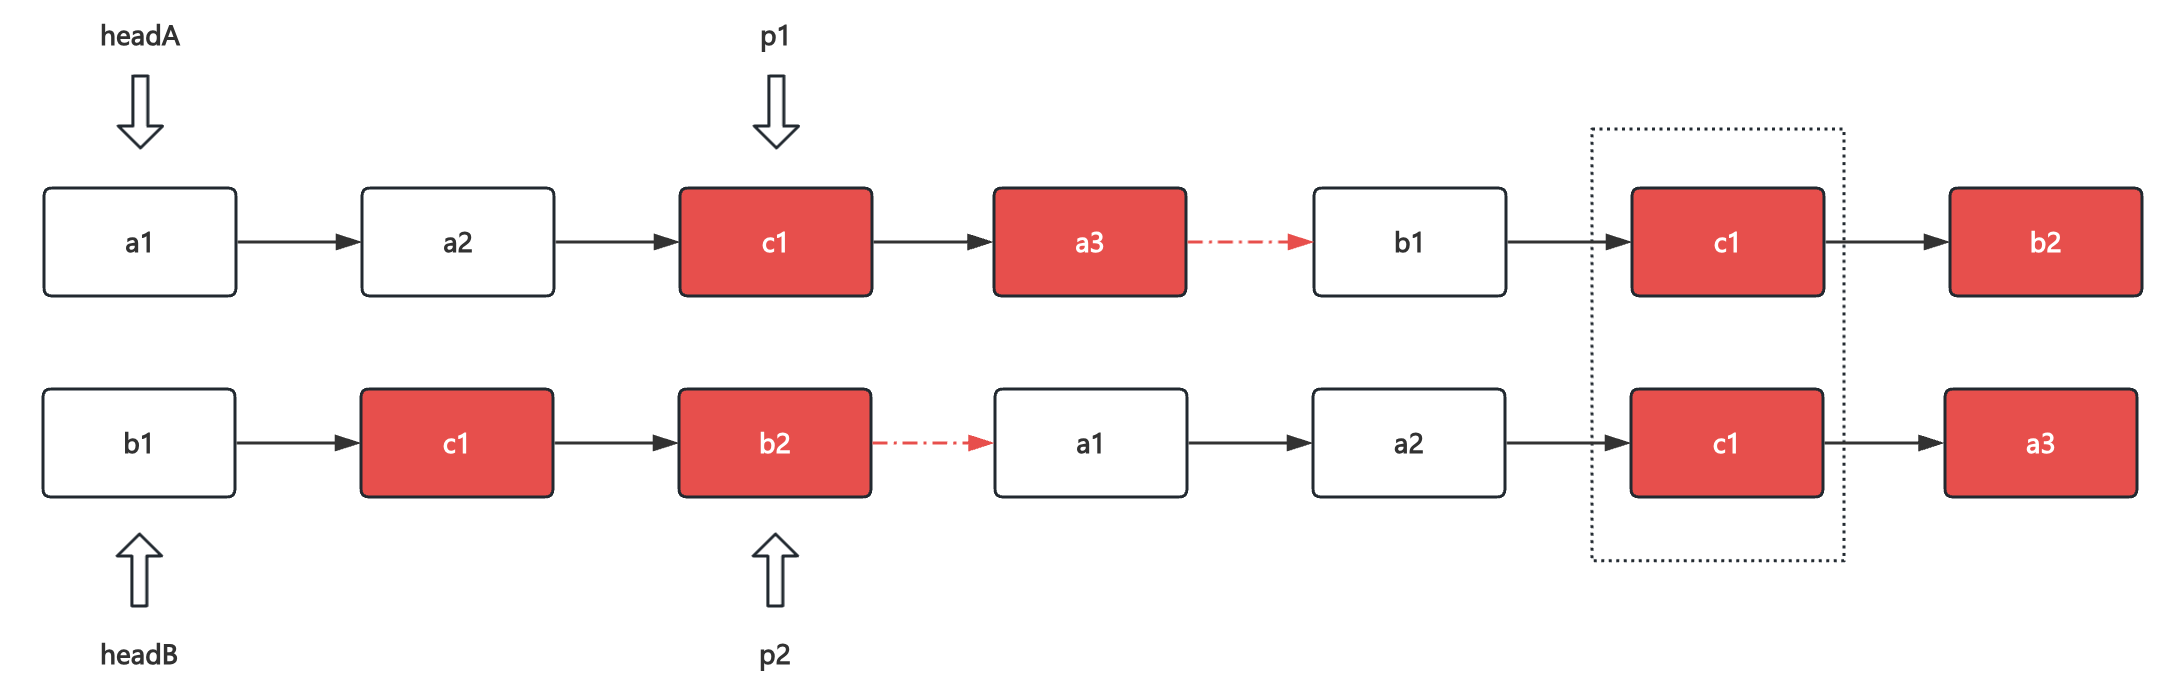 headA p1
a1 a2 c1 a3 b1 c1 b2
b1 c1 b2 a1 a2 c1 a3
headB p2